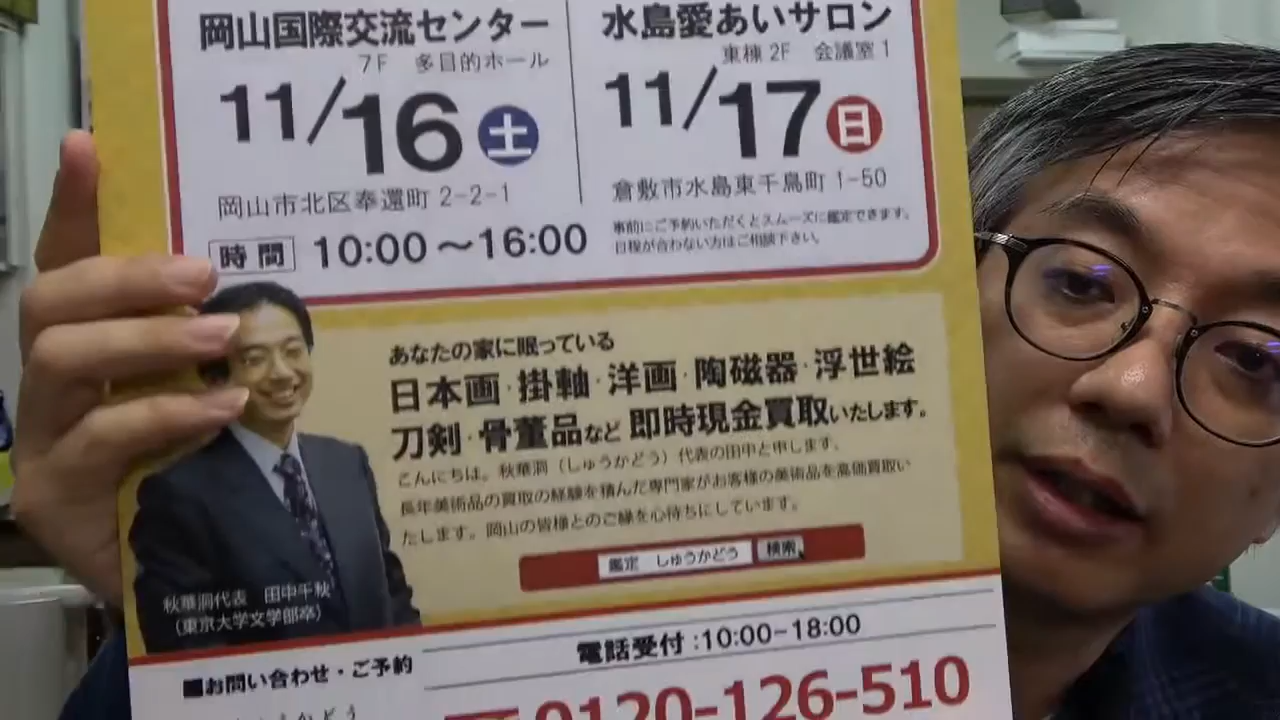 岡山国際交流センター
7F 多目的ホール
11/16 土
岡山市北区奉還町 2-2-1
水島愛あいサロン
東棟 2F 会議室 1
11/17 日
倉敷市水島東千鳥町 1-50
時間 10:00 〜16:00
事前にご予約いただくとスムーズに鑑定できます。
日程が合わない方はご相談下さい。
あなたの家に眠っている
日本画・掛軸・洋画・陶磁器・浮世絵
刀剣・骨董品など 即時現金買取いたします。
こんにちは。秋華洞（しゅうかどう）代表の田中と申します。
長年美術品の買取の経験を積んだ専門家がお客様の美術品を高価買取い
たします。岡山の皆様とのご縁を心待ちにしています。
鑑定 しゅうかどう 検索
秋華洞代表 田中千秋
（東京大学文学部卒）
■お問い合わせ・ご予約
電話受付 :10:00-18:00
0120-126-510